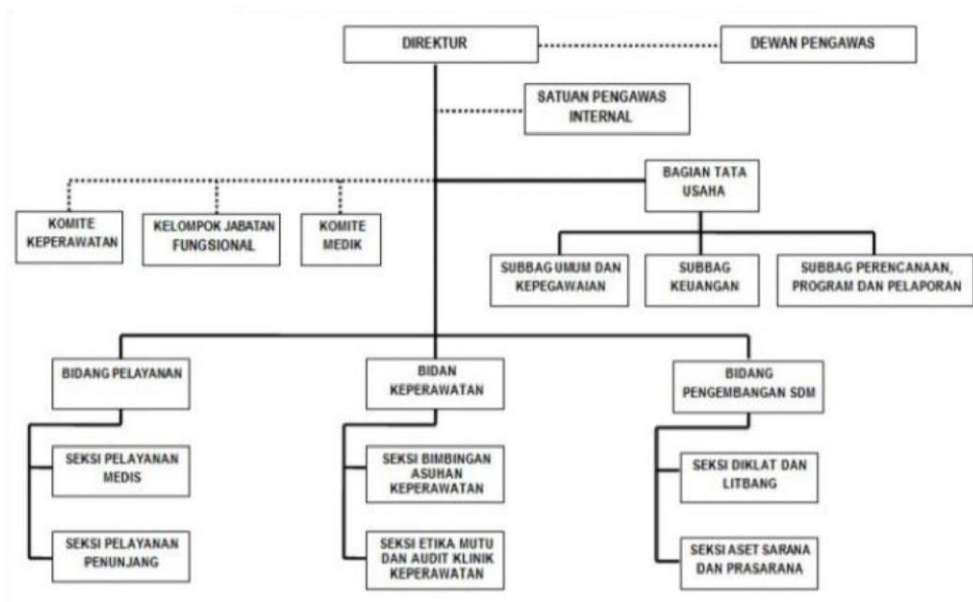 DIREKTUR
DEWAN PENGAWAS
SATUAN PENGAWAS
INTERNAL
BAGIAN TATA
USAHA
KOMITE
KEPERAWATAN
KELOMPOK JABATAN
FUNGSIONAL
KOMITE
MEDIK
SUBBAG UMUM DAN
KEPEGAWAIAN
SUBBAG
KEUANGAN
SUBBAG PERENCANAAN,
PROGRAM DAN PELAPORAN
BIDANG PELAYANAN
BIDAN
KEPERAWATAN
BIDANG
PENGEMBANGAN SDM
SEKSI PELAYANAN
MEDIS
SEKSI BIMBINGAN
ASUHAN
KEPERAWATAN
SEKSI DIKLAT DAN
LITBANG
SEKSI PELAYANAN
PENUNJANG
SEKSI ETIKA MUTU
DAN AUDIT KLINIK
KEPERAWATAN
SEKSI ASET SARANA
DAN PRASARANA